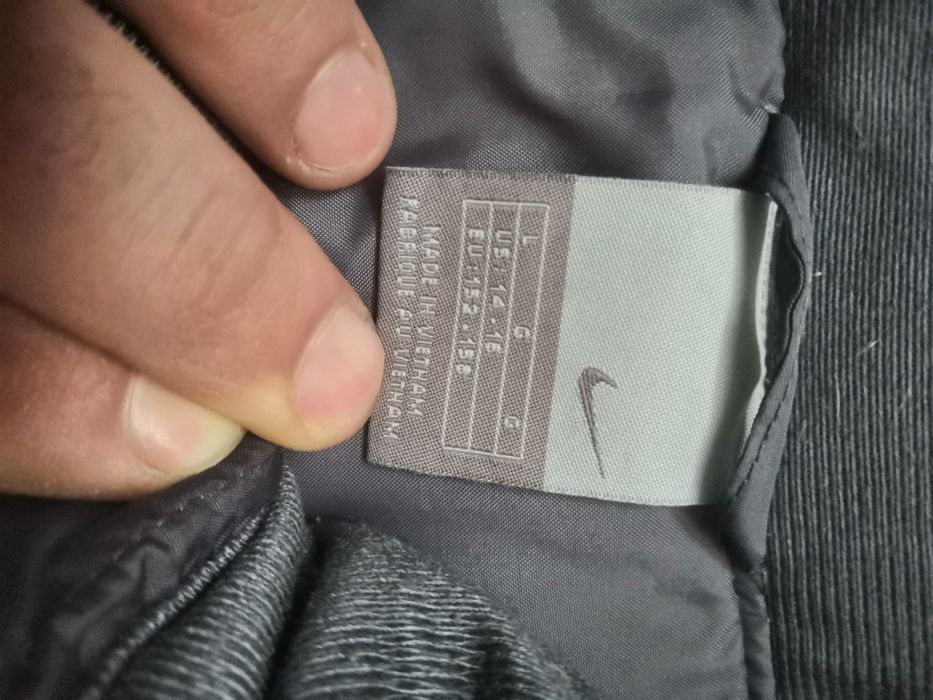 L G G
US: 14-16
EU: 152-158
MADE IN VIETNAM
FABRIQUE AU VIETNAM